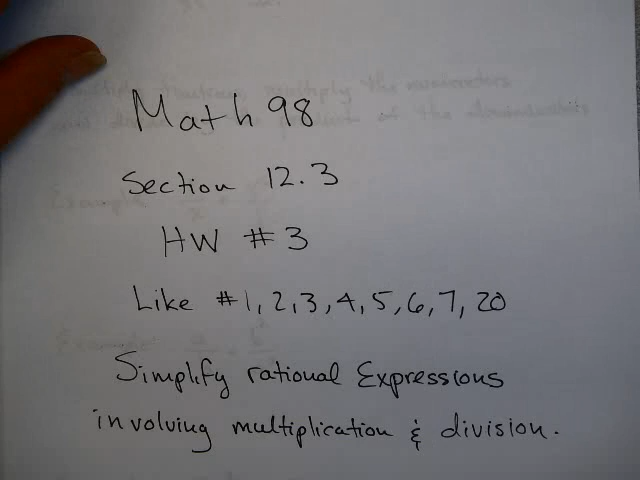 Math 98
Section 12.3
HW #3
Like #1, 2, 3, 4, 5, 6, 7, 20
Simplify rational Expressions
involving multiplication & division.